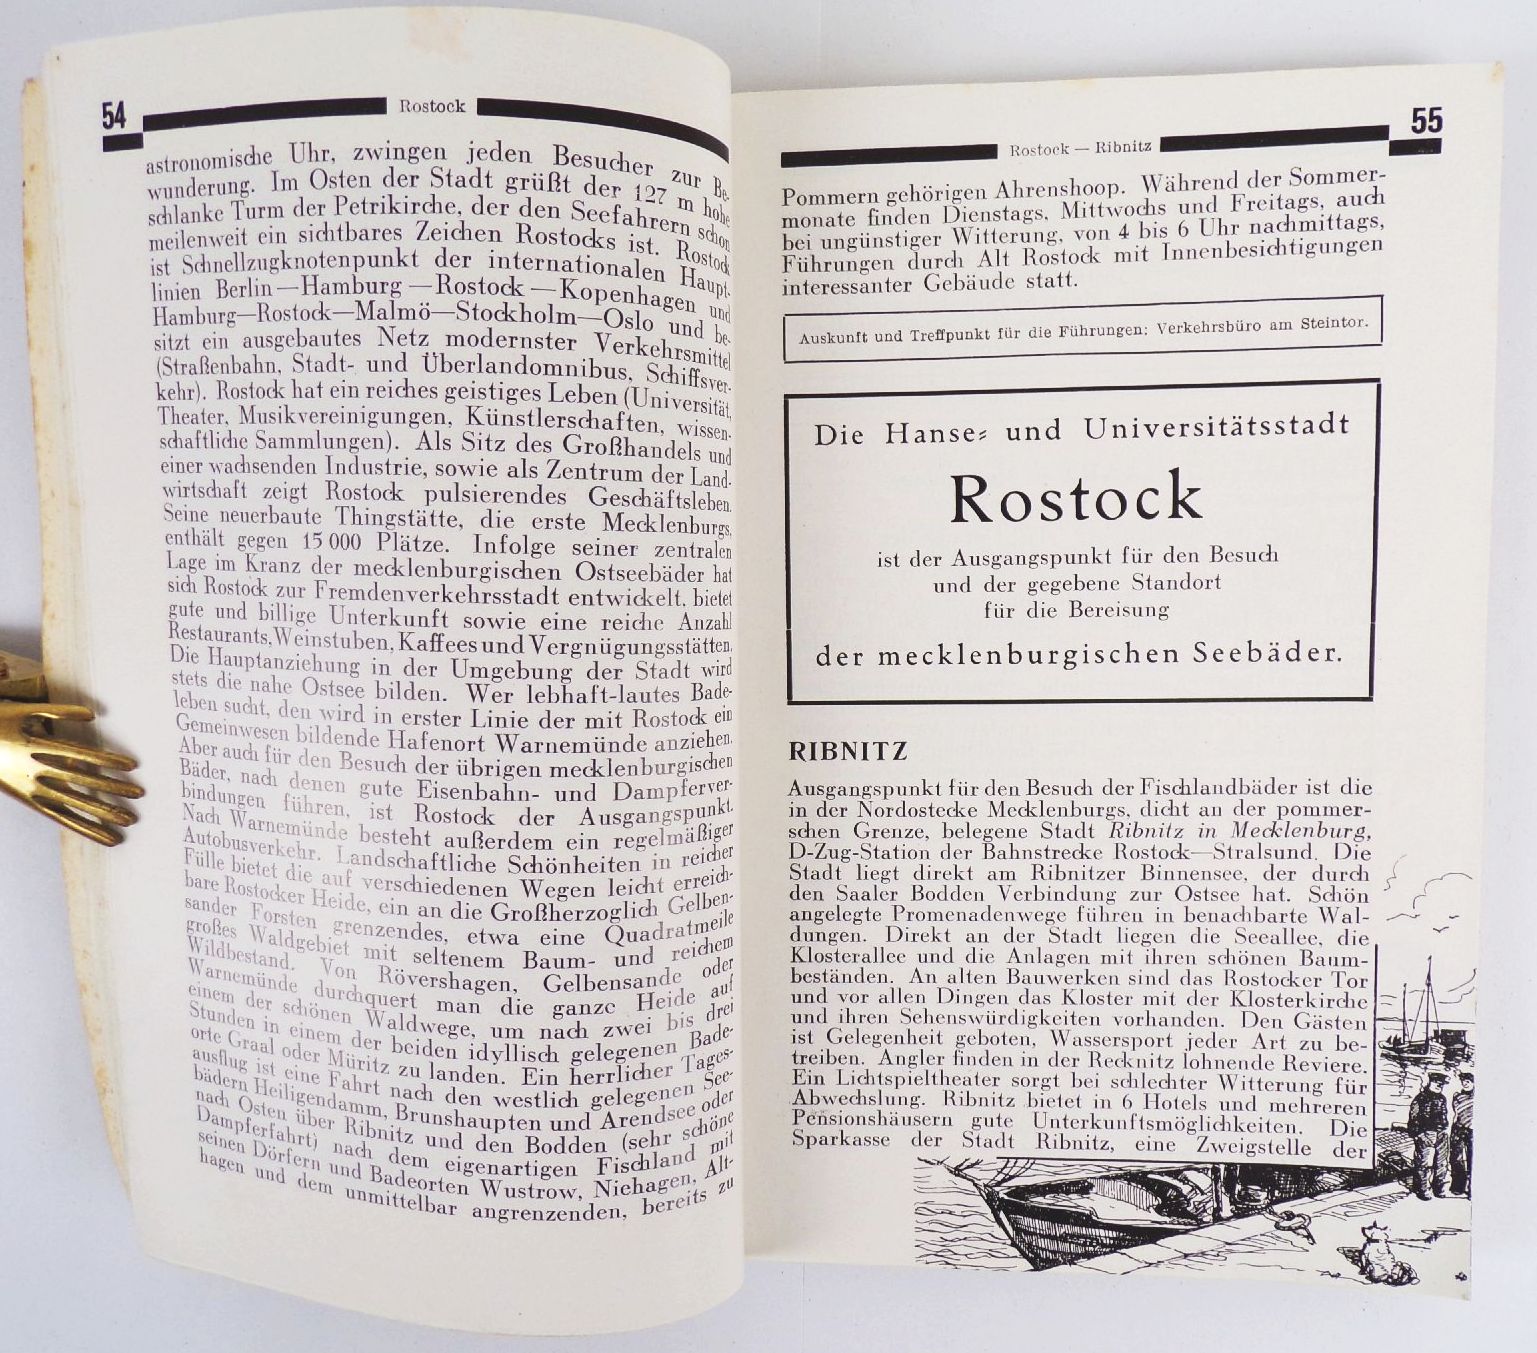 54
Rostock
astronomische Uhr, zwingen jeden Besucher zur Be-
wunderung. Im Osten der Stadt grüßt der 127 m hohe
schlanke Turm der Petrikirche, der den Seefahrern schon
meilenweit ein sichtbares Zeichen Rostocks ist. Rostock
ist Schnellzugknotenpunkt der internationalen Haupt-
linien Berlin—Hamburg—Rostock—Kopenhagen und
Hamburg—Rostock—Malmö—Stockholm—Oslo und be-
sitzt ein ausgebautes Netz modernster Verkehrsmittel
(Straßenbahn, Stadt- und Überlandomnibus, Schiffsver-
kehr). Rostock hat ein reiches geistiges Leben (Universität,
Theater, Musikvereinigungen, Künstlerschaften, wissen-
schaftliche Sammlungen). Als Sitz des Großhandels und
einer wachsenden Industrie, sowie als Zentrum der Land-
wirtschaft zeigt Rostock pulsierendes Geschäftsleben.
Seine neuerbaute Thingstätte, die erste Mecklenburgs,
enthält gegen 15 000 Plätze. Infolge seiner zentralen
Lage im Kranz der mecklenburgischen Ostseebäder hat
sich Rostock zur Fremdenverkehrsstadt entwickelt, bietet
gute und billige Unterkunft sowie eine reiche Anzahl
Restaurants, Weinstuben, Kaffees und Vergnügungsstätten.
Die Hauptanziehung in der Umgebung der Stadt wird
stets die nahe Ostsee bilden. Wer lebhaft-lautes Bade-
leben sucht, den wird in erster Linie der mit Rostock ein
Gemeinwesen bildende Hafenort Warnemünde anziehen.
Aber auch für den Besuch der übrigen mecklenburgischen
Bäder, nach denen gute Eisenbahn- und Dampferver-
bindungen führen, ist Rostock der Ausgangspunkt.
Nach Warnemünde besteht außerdem ein regelmäßiger
Autobusverkehr. Landschaftliche Schönheiten in reicher
Fülle bietet die auf verschiedenen Wegen leicht erreich-
bare Rostocker Heide, ein an die Großherzoglich Gelben-
sander Forsten grenzendes, etwa eine Quadratmeile
großes Waldgebiet mit seltenem Baum- und reichem
Wildbestand. Von Rövershagen, Gelbensande oder
Warnemünde durchquert man die ganze Heide auf
einem der schönen Waldwege, um nach zwei bis drei
Stunden in einem der beiden idyllisch gelegenen Bade-
orte Graal oder Müritz zu landen. Ein herrlicher Tages-
ausflug ist eine Fahrt nach den westlich gelegenen See-
bädern Heiligendamm, Brunshaupten und Arendsee oder
nach Osten über Ribnitz und den Bodden (sehr schöne
Dampferfahrt) nach dem eigenartigen Fischland mit
seinen Dörfern und Badeorten Wustrow, Niehagen, Alt-
hagen und dem unmittelbar angrenzenden, bereits zu
55
Rostock — Ribnitz
Pommern gehörigen Ahrenshoop. Während der Sommer-
monate finden Dienstags, Mittwochs und Freitags, auch
bei ungünstiger Witterung, von 4 bis 6 Uhr nachmittags,
Führungen durch Alt Rostock mit Innenbesichtigungen
interessanter Gebäude statt.
Auskunft und Treffpunkt für die Führungen: Verkehrsbüro am Steintor.
Die Hanse- und Universitätsstadt
Rostock
ist der Ausgangspunkt für den Besuch
und der gegebene Standort
für die Bereisung
der mecklenburgischen Seebäder.
RIBNITZ
Ausgangspunkt für den Besuch der Fischlandbäder ist die
in der Nordostecke Mecklenburgs, dicht an der pommer-
schen Grenze, belegene Stadt Ribnitz in Mecklenburg,
D-Zug-Station der Bahnstrecke Rostock—Stralsund. Die
Stadt liegt direkt am Ribnitzer Binnensee, der durch
den Saaler Bodden Verbindung zur Ostsee hat. Schön
angelegte Promenadenwege führen in benachbarte Wal-
dungen. Direkt an der Stadt liegen die Seeallee, die
Klosterallee und die Anlagen mit ihren schönen Baum-
beständen. An alten Bauwerken sind das Rostocker Tor
und vor allen Dingen das Kloster mit der Klosterkirche
und ihren Sehenswürdigkeiten vorhanden. Den Gästen
ist Gelegenheit geboten, Wassersport jeder Art zu be-
treiben. Angler finden in der Recknitz lohnende Reviere.
Ein Lichtspieltheater sorgt bei schlechter Witterung für
Abwechslung. Ribnitz bietet in 6 Hotels und mehreren
Pensionshäusern gute Unterkunftsmöglichkeiten. Die
Sparkasse der Stadt Ribnitz, eine Zweigstelle der